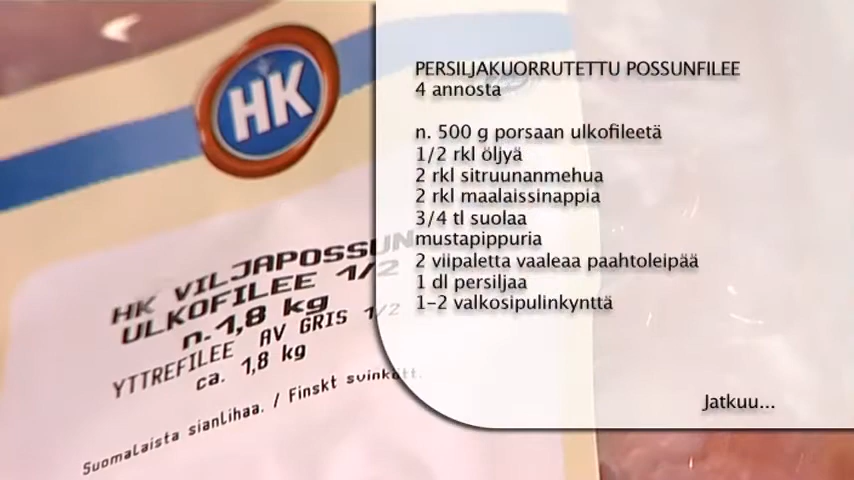 HK
HK VILJAPOSSUN
ULKOFILEE 1/2
n. 1,8 kg
YTTREFILEE AV GRIS 1/2
ca. 1,8 kg
Suomalaista sianlihaa. / Finskt svinkött.
PERSILJAKUORRUTETTU POSSUNFILEE
4 annosta
n. 500 g porsaan ulkofileetä
1/2 rkl öljyä
2 rkl sitruunanmehua
2 rkl maalaissinappia
3/4 tl suolaa
mustapippuria
2 viipaletta vaaleaa paahtoleipää
1 dl persiljaa
1-2 valkosipulinkynttä
Jatkuu...